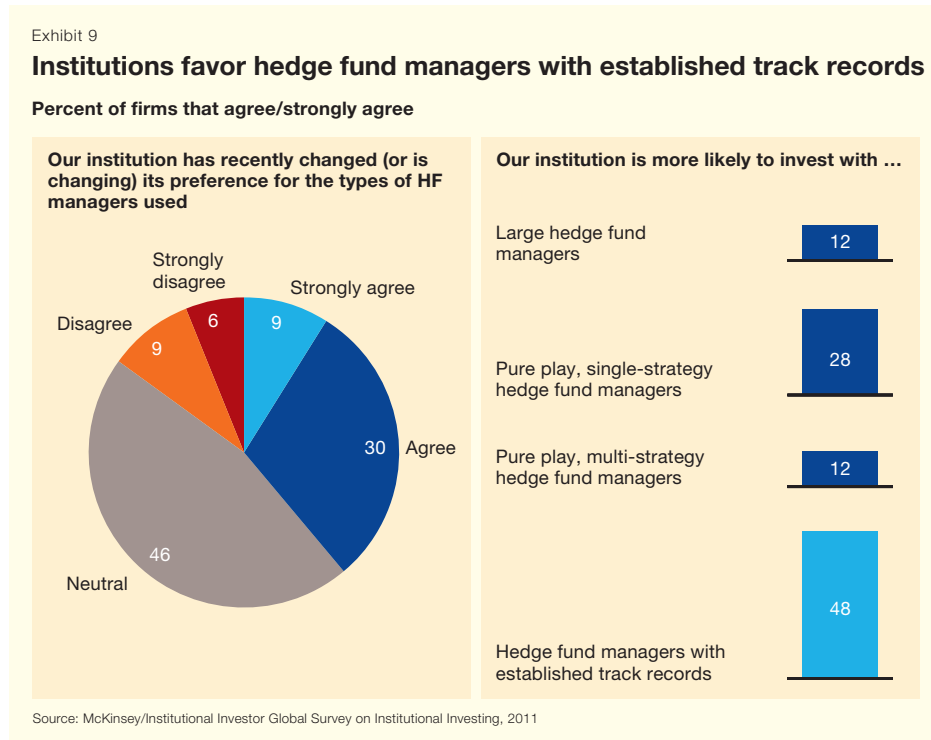 Exhibit 9
Institutions favor hedge fund managers with established track records
Percent of firms that agree/strongly agree
Our institution has recently changed (or is
changing) its preference for the types of HF
managers used
Strongly
disagree
Strongly agree
Disagree
6
9
9
30
Agree
46
Neutral
Our institution is more likely to invest with …
Large hedge fund
managers
12
Pure play, single-strategy
hedge fund managers
28
Pure play, multi-strategy
hedge fund managers
12
Hedge fund managers with
established track records
48
Source: McKinsey/Institutional Investor Global Survey on Institutional Investing, 2011